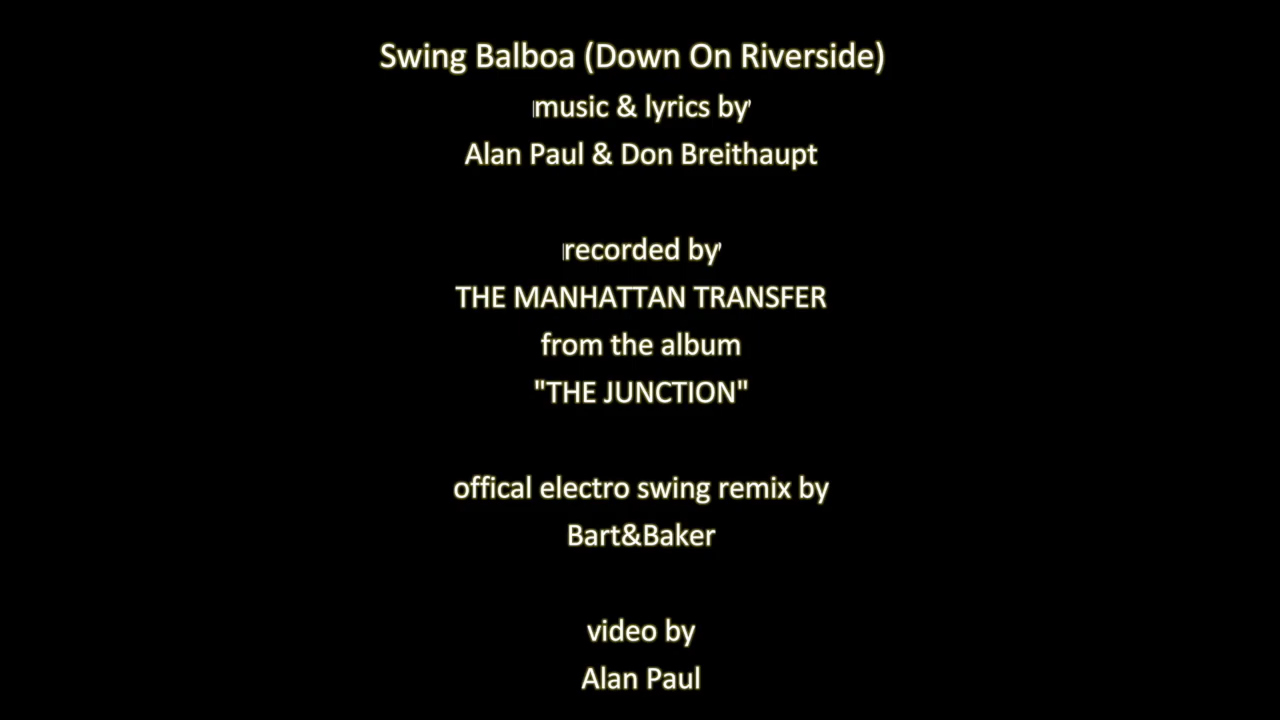 Swing Balboa (Down On Riverside)
music & lyrics by
Alan Paul & Don Breithaupt
recorded by
THE MANHATTAN TRANSFER
from the album
"THE JUNCTION"
offical electro swing remix by
Bart&Baker
video by
Alan Paul